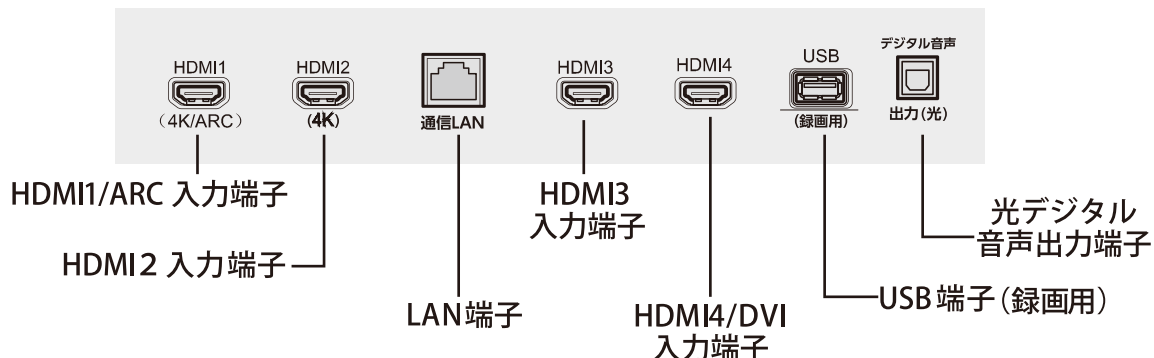 デジタル音声
HDMI1
HDMI2
HDMI3
HDMI4
USB
(4K/ARC)
(4K)
通信LAN
(録画用)
出力(光)
HDMI1/ARC 入力端子
HDMI2 入力端子
LAN端子
HDMI3
入力端子
HDMI4/DVI
入力端子
USB端子(録画用)
光デジタル
音声出力端子